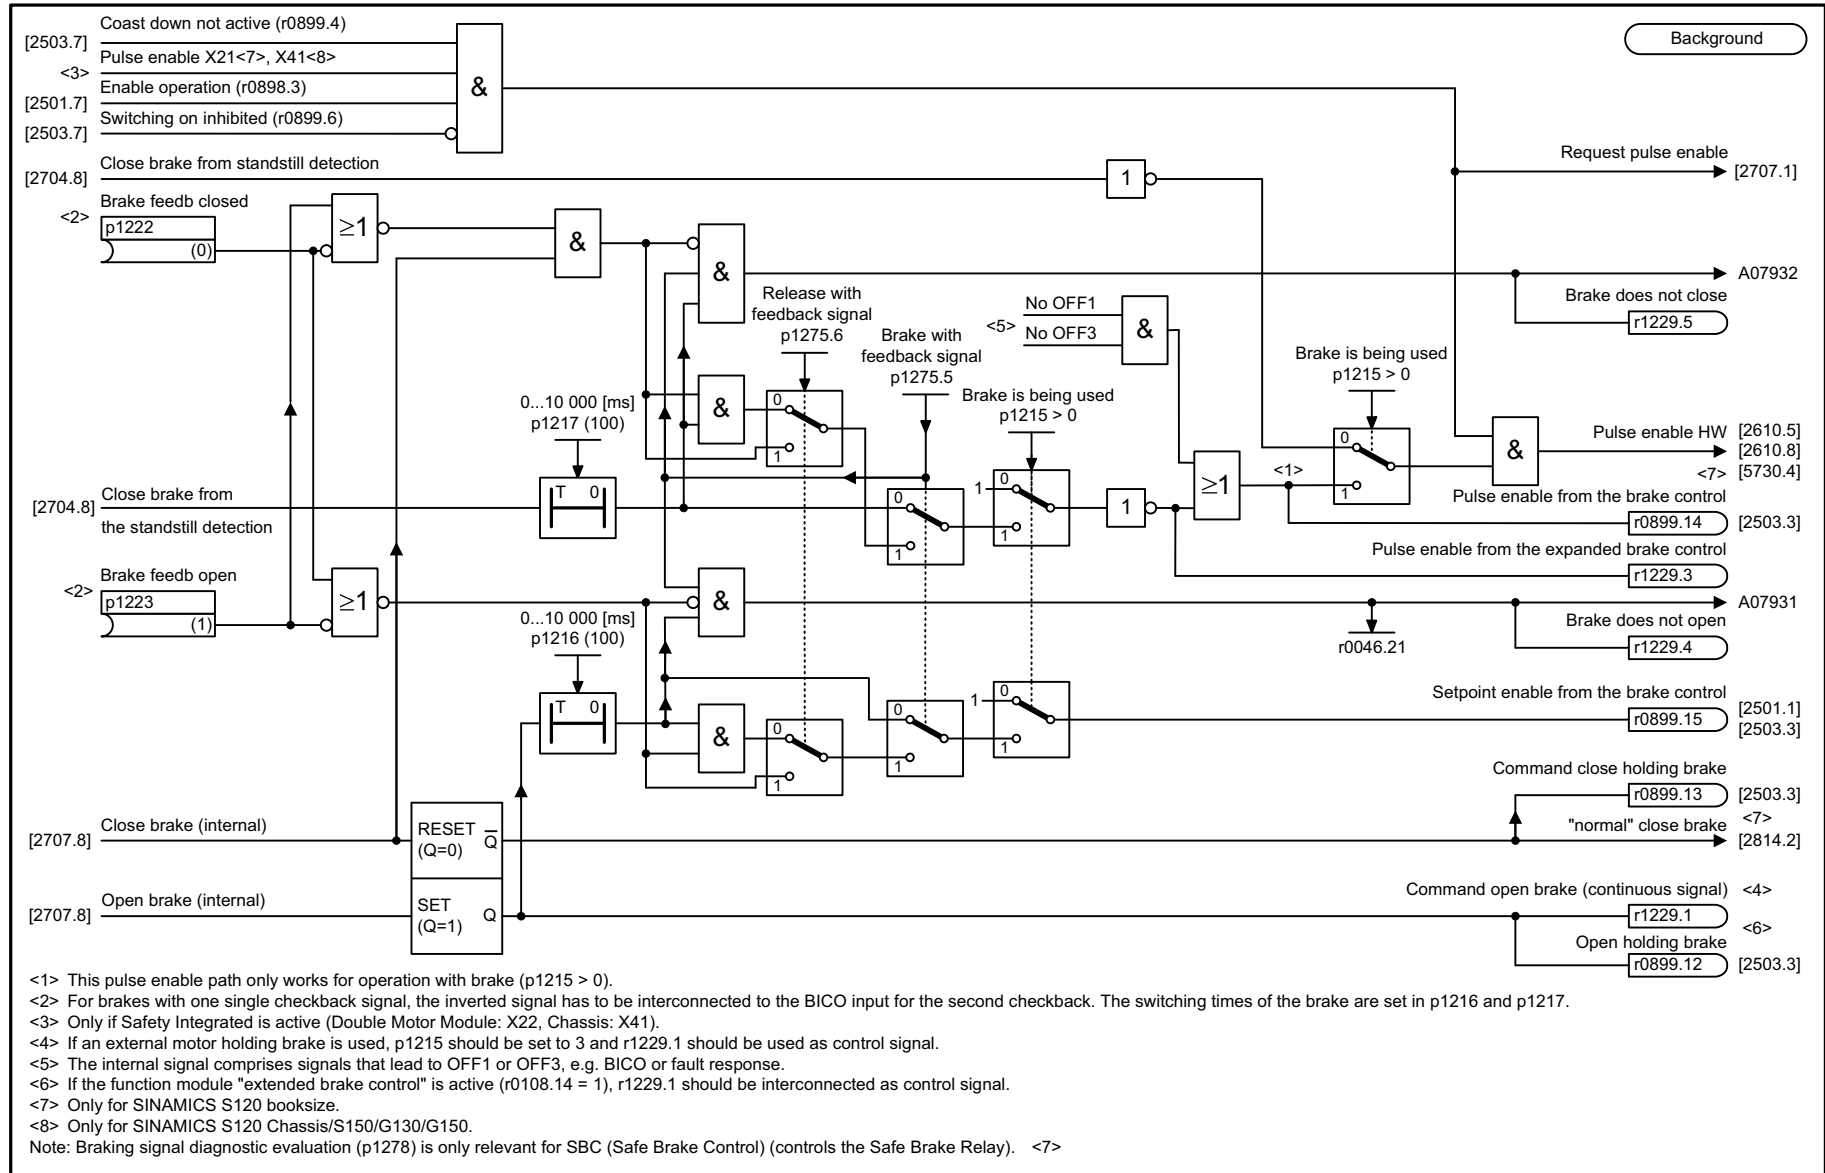 Coast down not active (r0899.4)
[2503.7]
Pulse enable X21<7>, X41<8>
<3>
Enable operation (r0898.3)
[2501.7]
Switching on inhibited (r0899.6)
[2503.7]
&
Background
Close brake from standstill detection
[2704.8]
1
Request pulse enable
[2707.1]
Brake feedb closed
<2>
p1222
(0)
≥1
&
&
A07932
Brake does not close
r1229.5
Release with
feedback signal
p1275.6
Brake with
feedback signal
p1275.5
No OFF1
<5>
No OFF3
&
Brake is being used
p1215 > 0
Brake is being used
p1215 > 0
0...10 000 [ms]
p1217 (100)
&
0
1
0
1
&
Pulse enable HW
[2610.5]
[2610.8]
<7> [5730.4]
Close brake from
[2704.8]
the standstill detection
T 0
0
1
1
0
1
1
≥1
<1>
Pulse enable from the brake control
r0899.14
[2503.3]
Pulse enable from the expanded brake control
r1229.3
Brake feedb open
<2>
p1223
(1)
≥1
&
A07931
Brake does not open
r1229.4
r0046.21
0...10 000 [ms]
p1216 (100)
T 0
&
0
1
0
1
1
0
1
Setpoint enable from the brake control
r0899.15
[2501.1]
[2503.3]
Command close holding brake
r0899.13
[2503.3]
Close brake (internal)
[2707.8]
RESET
(Q=0)
Q̅
<7>
"normal" close brake
[2814.2]
Open brake (internal)
[2707.8]
SET
(Q=1)
Q
Command open brake (continuous signal) <4>
r1229.1
<6>
Open holding brake
r0899.12
[2503.3]
<1> This pulse enable path only works for operation with brake (p1215 > 0).
<2> For brakes with one single checkback signal, the inverted signal has to be interconnected to the BICO input for the second checkback. The switching times of the brake are set in p1216 and p1217.
<3> Only if Safety Integrated is active (Double Motor Module: X22, Chassis: X41).
<4> If an external motor holding brake is used, p1215 should be set to 3 and r1229.1 should be used as control signal.
<5> The internal signal comprises signals that lead to OFF1 or OFF3, e.g. BICO or fault response.
<6> If the function module "extended brake control" is active (r0108.14 = 1), r1229.1 should be interconnected as control signal.
<7> Only for SINAMICS S120 booksize.
<8> Only for SINAMICS S120 Chassis/S150/G130/G150.
Note: Braking signal diagnostic evaluation (p1278) is only relevant for SBC (Safe Brake Control) (controls the Safe Brake Relay). <7>